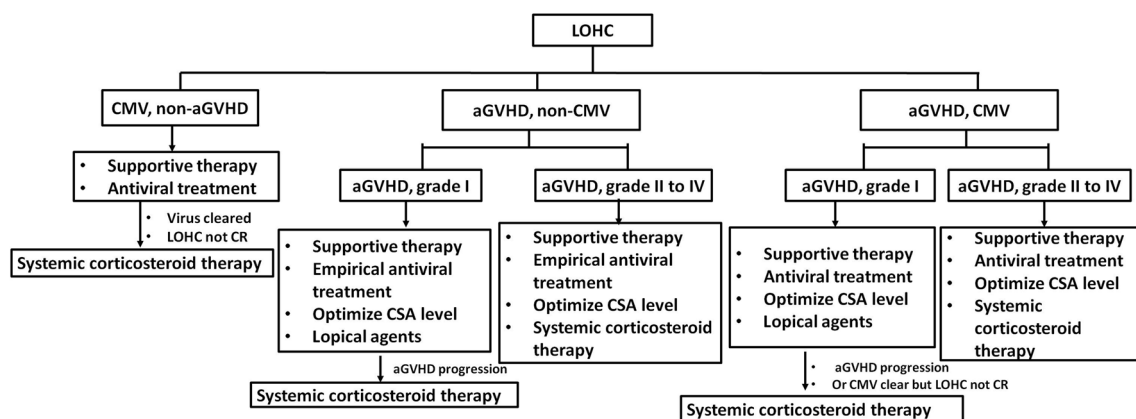 LOHC
CMV, non-aGVHD
aGVHD, non-CMV
aGVHD, CMV
• Supportive therapy
• Antiviral treatment
• Virus cleared
• LOHC not CR
Systemic corticosteroid therapy
aGVHD, grade I
aGVHD, grade II to IV
• Supportive therapy
• Empirical antiviral
treatment
• Optimize CSA level
• Lopical agents
aGVHD progression
Systemic corticosteroid therapy
• Supportive therapy
• Empirical antiviral
treatment
• Optimize CSA level
• Systemic corticosteroid
therapy
aGVHD, grade I
aGVHD, grade II to IV
• Supportive therapy
• Antiviral treatment
• Optimize CSA level
• Lopical agents
• aGVHD progression
• Or CMV clear but LOHC not CR
Systemic corticosteroid therapy
• Supportive therapy
• Antiviral treatment
• Optimize CSA level
• Systemic
corticosteroid
therapy